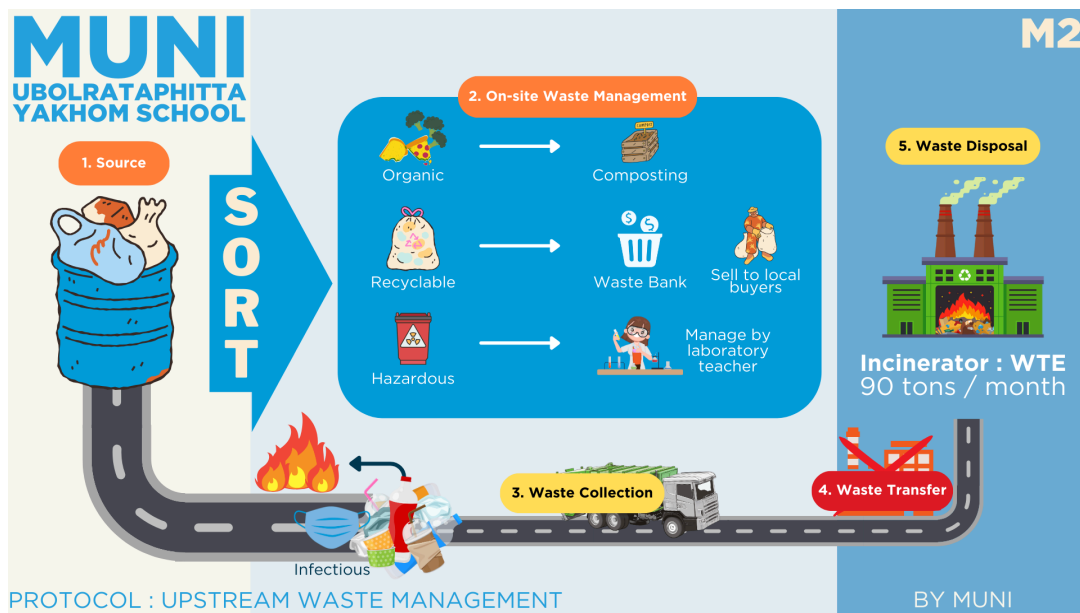 MUNI
UBOLRATAPHITTA
YAKHOM SCHOOL
M2
1. Source
SORT
2. On-site Waste Management
Organic
Composting
Recyclable
Waste Bank
Sell to local
buyers
Hazardous
Manage by
laboratory
teacher
Infectious
3. Waste Collection
4. Waste Transfer
5. Waste Disposal
Incinerator : WTE
90 tons / month
PROTOCOL : UPSTREAM WASTE MANAGEMENT
BY MUNI